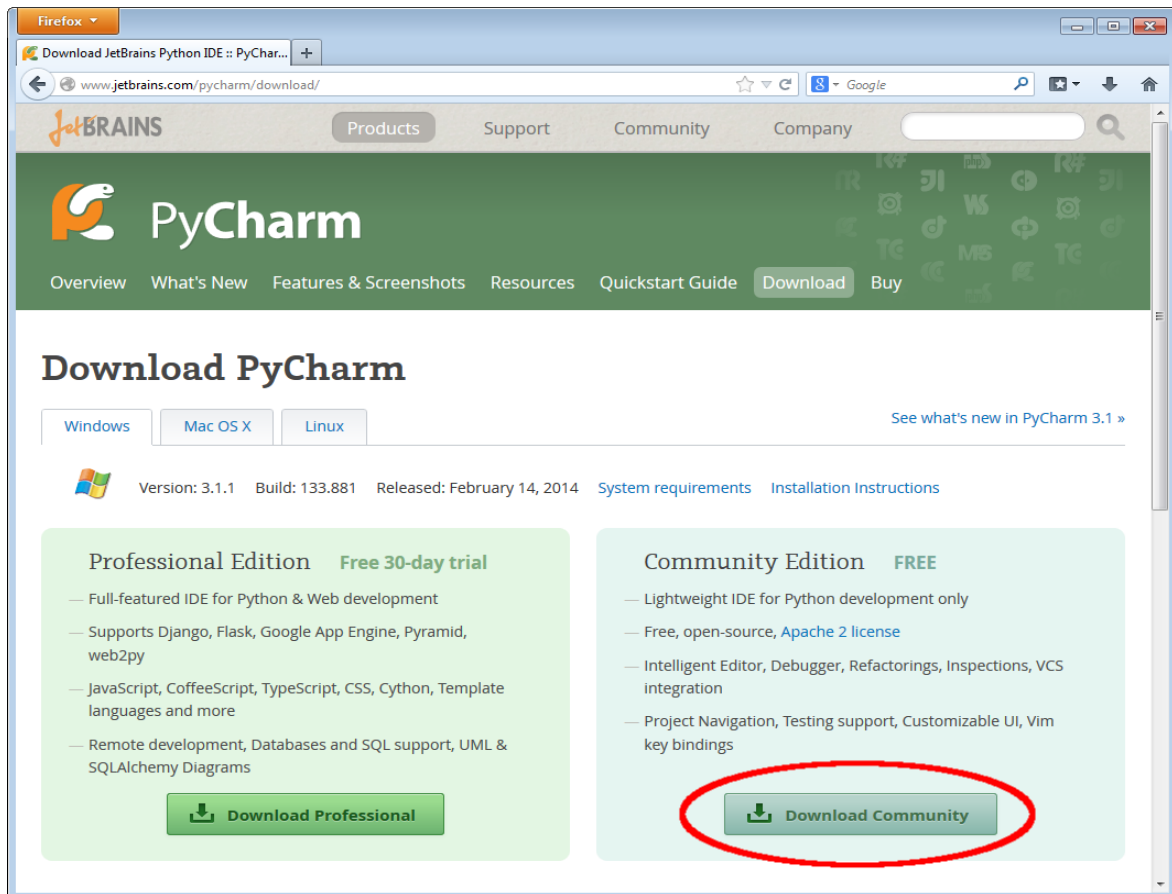 Firefox
Download JetBrains Python IDE :: PyChar...
www.jetbrains.com/pycharm/download/
Google
JetBRAINS
Products Support Community Company
PyCharm
Overview What's New Features & Screenshots Resources Quickstart Guide Download Buy
Download PyCharm
Windows Mac OS X Linux
See what's new in PyCharm 3.1 »
Version: 3.1.1 Build: 133.881 Released: February 14, 2014 System requirements Installation Instructions
Professional Edition Free 30-day trial
— Full-featured IDE for Python & Web development
— Supports Django, Flask, Google App Engine, Pyramid,
web2py
— JavaScript, CoffeeScript, TypeScript, CSS, Cython, Template
languages and more
— Remote development, Databases and SQL support, UML &
SQLAlchemy Diagrams
Download Professional
Community Edition FREE
— Lightweight IDE for Python development only
— Free, open-source, Apache 2 license
— Intelligent Editor, Debugger, Refactorings, Inspections, VCS
integration
— Project Navigation, Testing support, Customizable UI, Vim
key bindings
Download Community